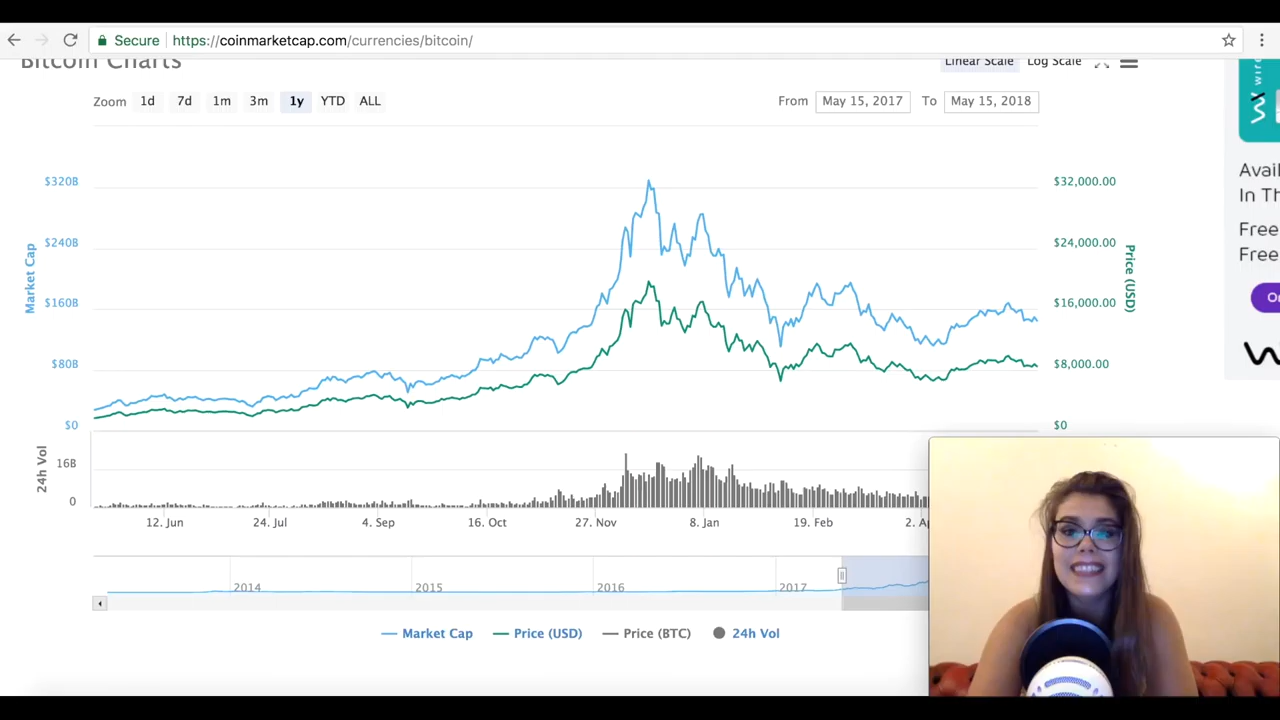 Secure https://coinmarketcap.com/currencies/bitcoin/
Bitcoin Charts
Linear Scale Log Scale
Zoom 1d 7d 1m 3m 1y YTD ALL From May 15, 2017 To May 15, 2018
$320B $32,000.00
$240B $24,000.00
$160B $16,000.00
$80B $8,000.00
$0 $0
Market Cap
Price (USD)
24h Vol
16B
0
12. Jun 24. Jul 4. Sep 16. Oct 27. Nov 8. Jan 19. Feb 2. Ap
2014 2015 2016 2017
Market Cap Price (USD) Price (BTC) 24h Vol
Avail
In Th
Free
Free